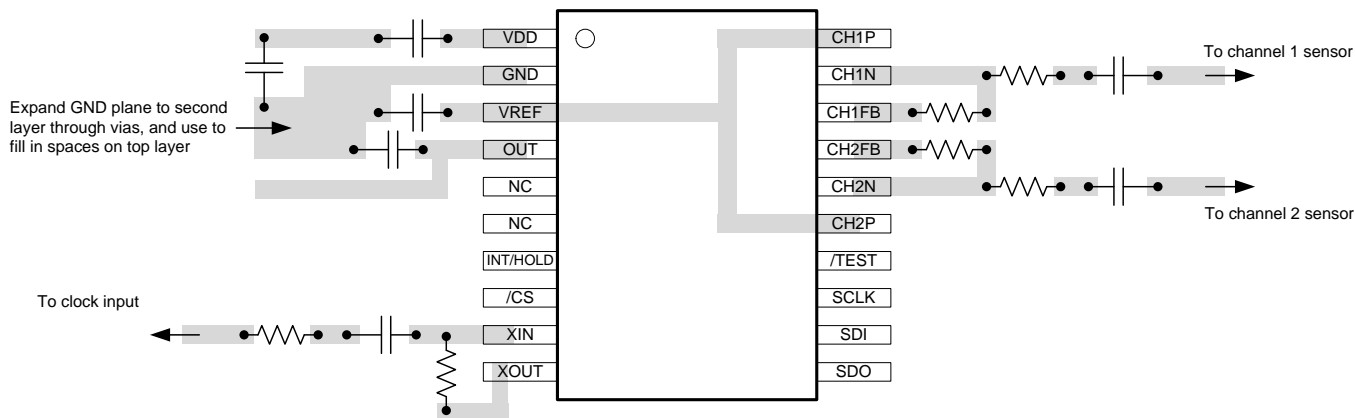 VDD
GND
VREF
OUT
NC
NC
INT/HOLD
/CS
XIN
XOUT
CH1P
CH1N
CH1FB
CH2FB
CH2N
CH2P
/TEST
SCLK
SDI
SDO
Expand GND plane to second
layer through vias, and use to
fill in spaces on top layer
To clock input
To channel 1 sensor
To channel 2 sensor